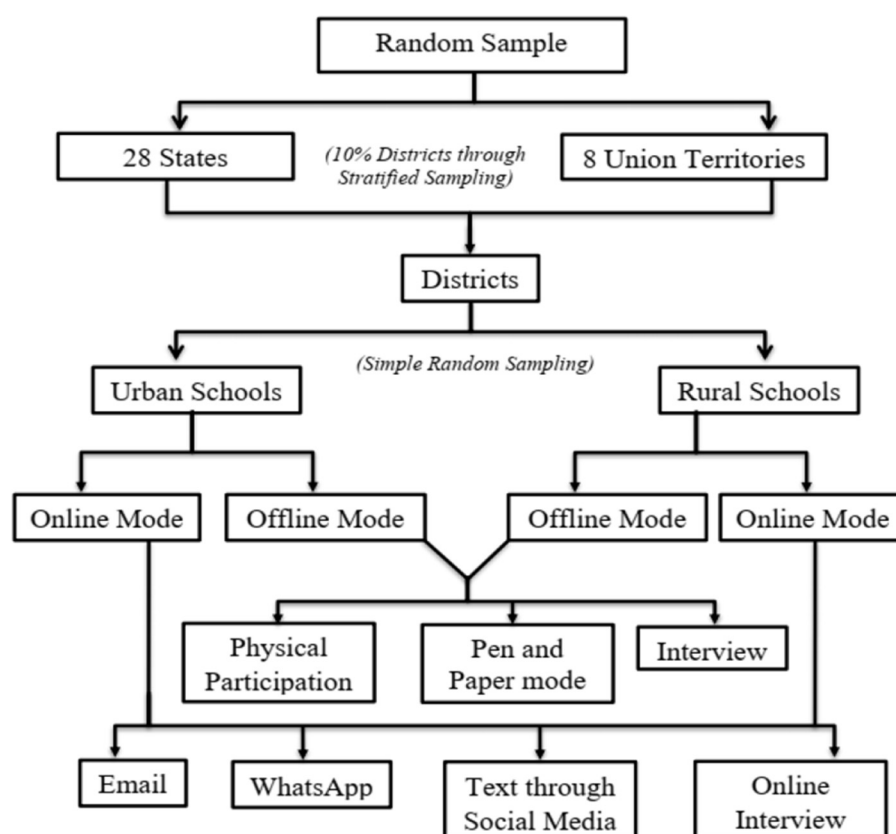 Random Sample
28 States
(10% Districts through
Stratified Sampling)
8 Union Territories
Districts
(Simple Random Sampling)
Urban Schools
Rural Schools
Online Mode
Offline Mode
Offline Mode
Online Mode
Physical
Participation
Pen and
Paper mode
Interview
Email
WhatsApp
Text through
Social Media
Online
Interview